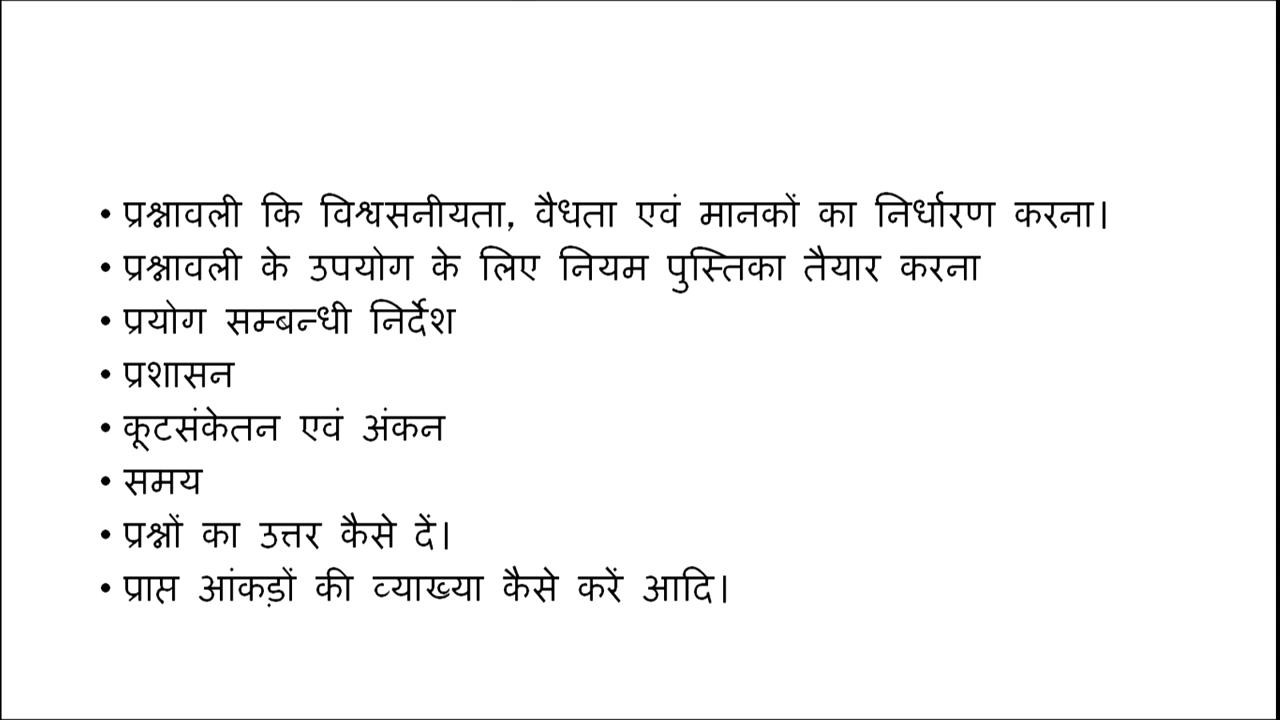 • प्रश्नावली कि विश्वसनीयता, वैधता एवं मानकों का निर्धारण करना।
• प्रश्नावली के उपयोग के लिए नियम पुस्तिका तैयार करना
• प्रयोग सम्बन्धी निर्देश
• प्रशासन
• कूटसंकेतन एवं अंकन
• समय
• प्रश्नों का उत्तर कैसे दें।
• प्राप्त आंकड़ों की व्याख्या कैसे करें आदि।